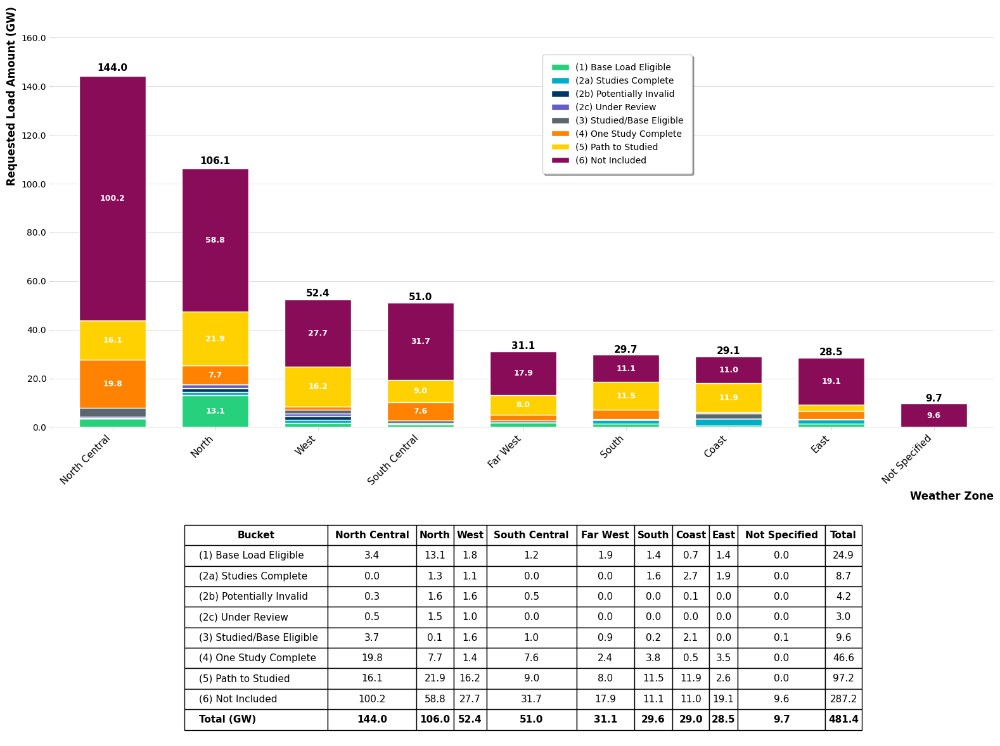 Requested Load Amount (GW)
160.0
140.0
120.0
100.0
80.0
60.0
40.0
20.0
0.0
144.0
100.2
16.1
19.8
106.1
58.8
21.9
7.7
13.1
52.4
27.7
16.2
51.0
31.7
9.0
7.6
31.1
17.9
8.0
29.7
11.1
11.5
29.1
11.0
11.9
28.5
19.1
9.7
9.6
(1) Base Load Eligible
(2a) Studies Complete
(2b) Potentially Invalid
(2c) Under Review
(3) Studied/Base Eligible
(4) One Study Complete
(5) Path to Studied
(6) Not Included
North Central
North
West
South Central
Far West
South
Coast
East
Not Specified
Weather Zone
Bucket North Central North West South Central Far West South Coast East Not Specified Total
(1) Base Load Eligible 3.4 13.1 1.8 1.2 1.9 1.4 0.7 1.4 0.0 24.9
(2a) Studies Complete 0.0 1.3 1.1 0.0 0.0 1.6 2.7 1.9 0.0 8.7
(2b) Potentially Invalid 0.3 1.6 1.6 0.5 0.0 0.0 0.1 0.0 0.0 4.2
(2c) Under Review 0.5 1.5 1.0 0.0 0.0 0.0 0.0 0.0 0.0 3.0
(3) Studied/Base Eligible 3.7 0.1 1.6 1.0 0.9 0.2 2.1 0.0 0.1 9.6
(4) One Study Complete 19.8 7.7 1.4 7.6 2.4 3.8 0.5 3.5 0.0 46.6
(5) Path to Studied 16.1 21.9 16.2 9.0 8.0 11.5 11.9 2.6 0.0 97.2
(6) Not Included 100.2 58.8 27.7 31.7 17.9 11.1 11.0 19.1 9.6 287.2
Total (GW) 144.0 106.0 52.4 51.0 31.1 29.6 29.0 28.5 9.7 481.4